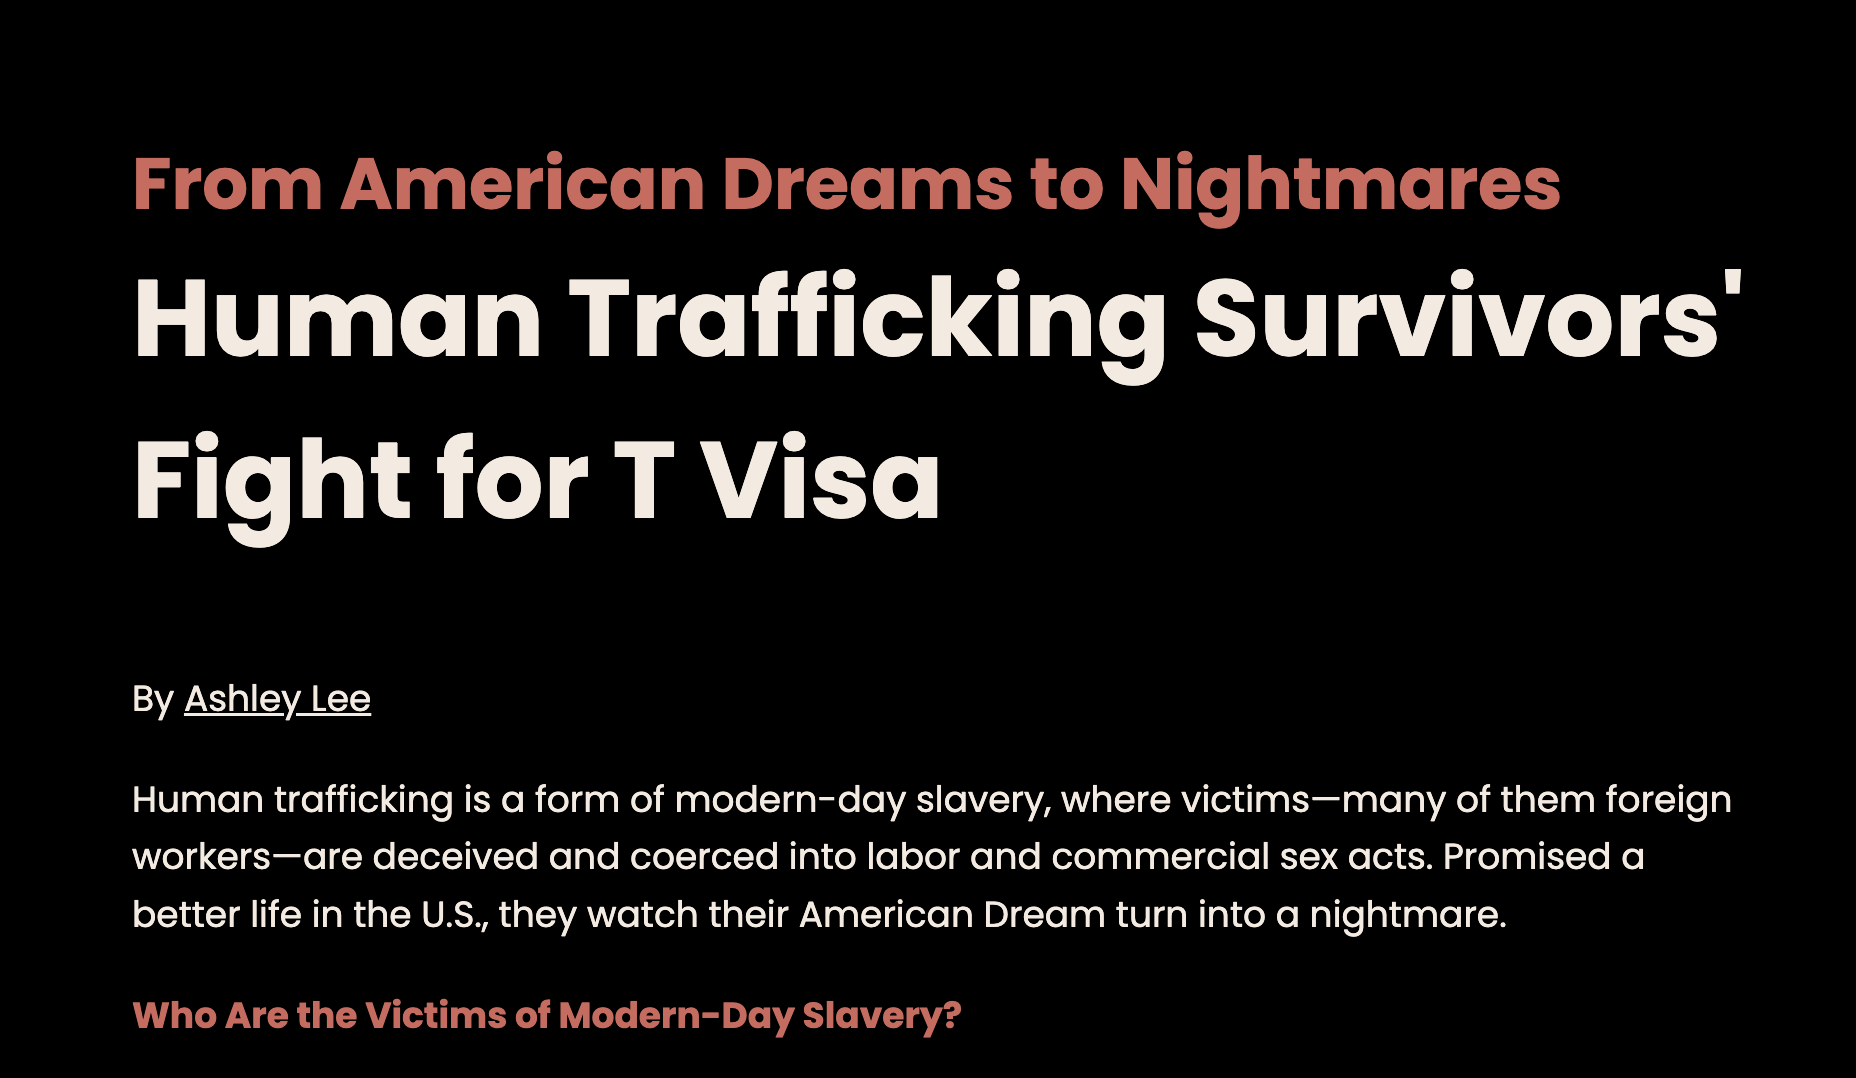 From American Dreams to Nightmares
Human Trafficking Survivors'
Fight for T Visa
By Ashley Lee
Human trafficking is a form of modern-day slavery, where victims—many of them foreign
workers—are deceived and coerced into labor and commercial sex acts. Promised a
better life in the U.S., they watch their American Dream turn into a nightmare.
Who Are the Victims of Modern-Day Slavery?